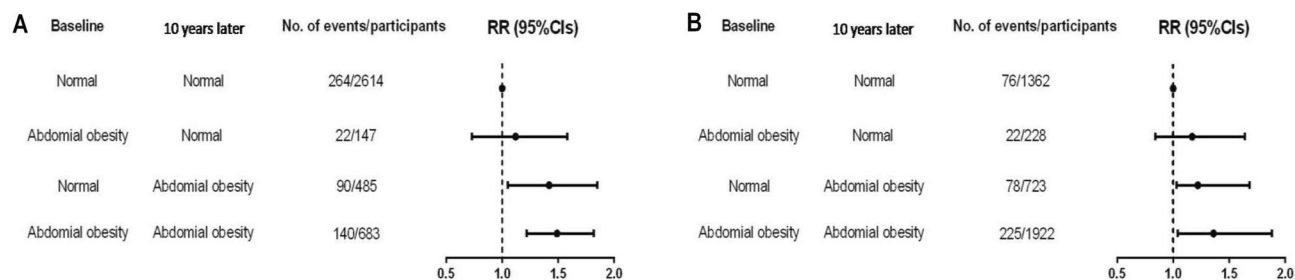 A Baseline 10 years later No. of events/participants RR (95%CIs)
Normal Normal 264/2614
Abdomial obesity Normal 22/147
Normal Abdomial obesity 90/485
Abdomial obesity Abdomial obesity 140/683
0.5 1.0 1.5 2.0
B Baseline 10 years later No. of events/participants RR (95%CIs)
Normal Normal 76/1362
Abdomial obesity Normal 22/228
Normal Abdomial obesity 78/723
Abdomial obesity Abdomial obesity 225/1922
0.5 1.0 1.5 2.0